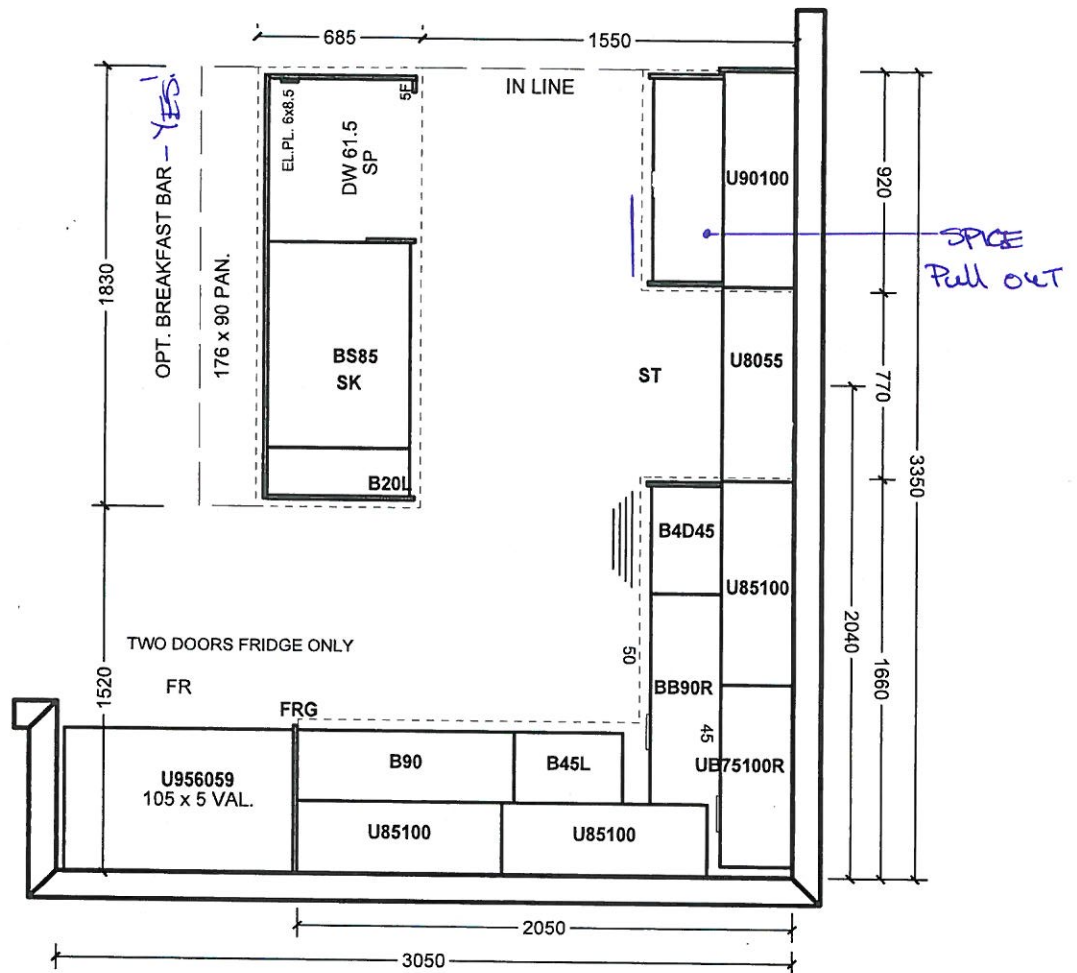 685
1550
IN LINE
1830
OPT. BREAKFAST BAR - YES!
176 x 90 PAN.
EL.PL. 6x8.5
5F
DW 61.5
SP
U90100
920
SPICE
Pull out
BS85
SK
ST
U8055
770
3350
B20L
B4D45
U85100
2040
1660
1520
TWO DOORS FRIDGE ONLY
FR
FRG
50
BB90R
45
UB75100R
U956059
105 x 5 VAL.
B90
B45L
U85100
U85100
2050
3050